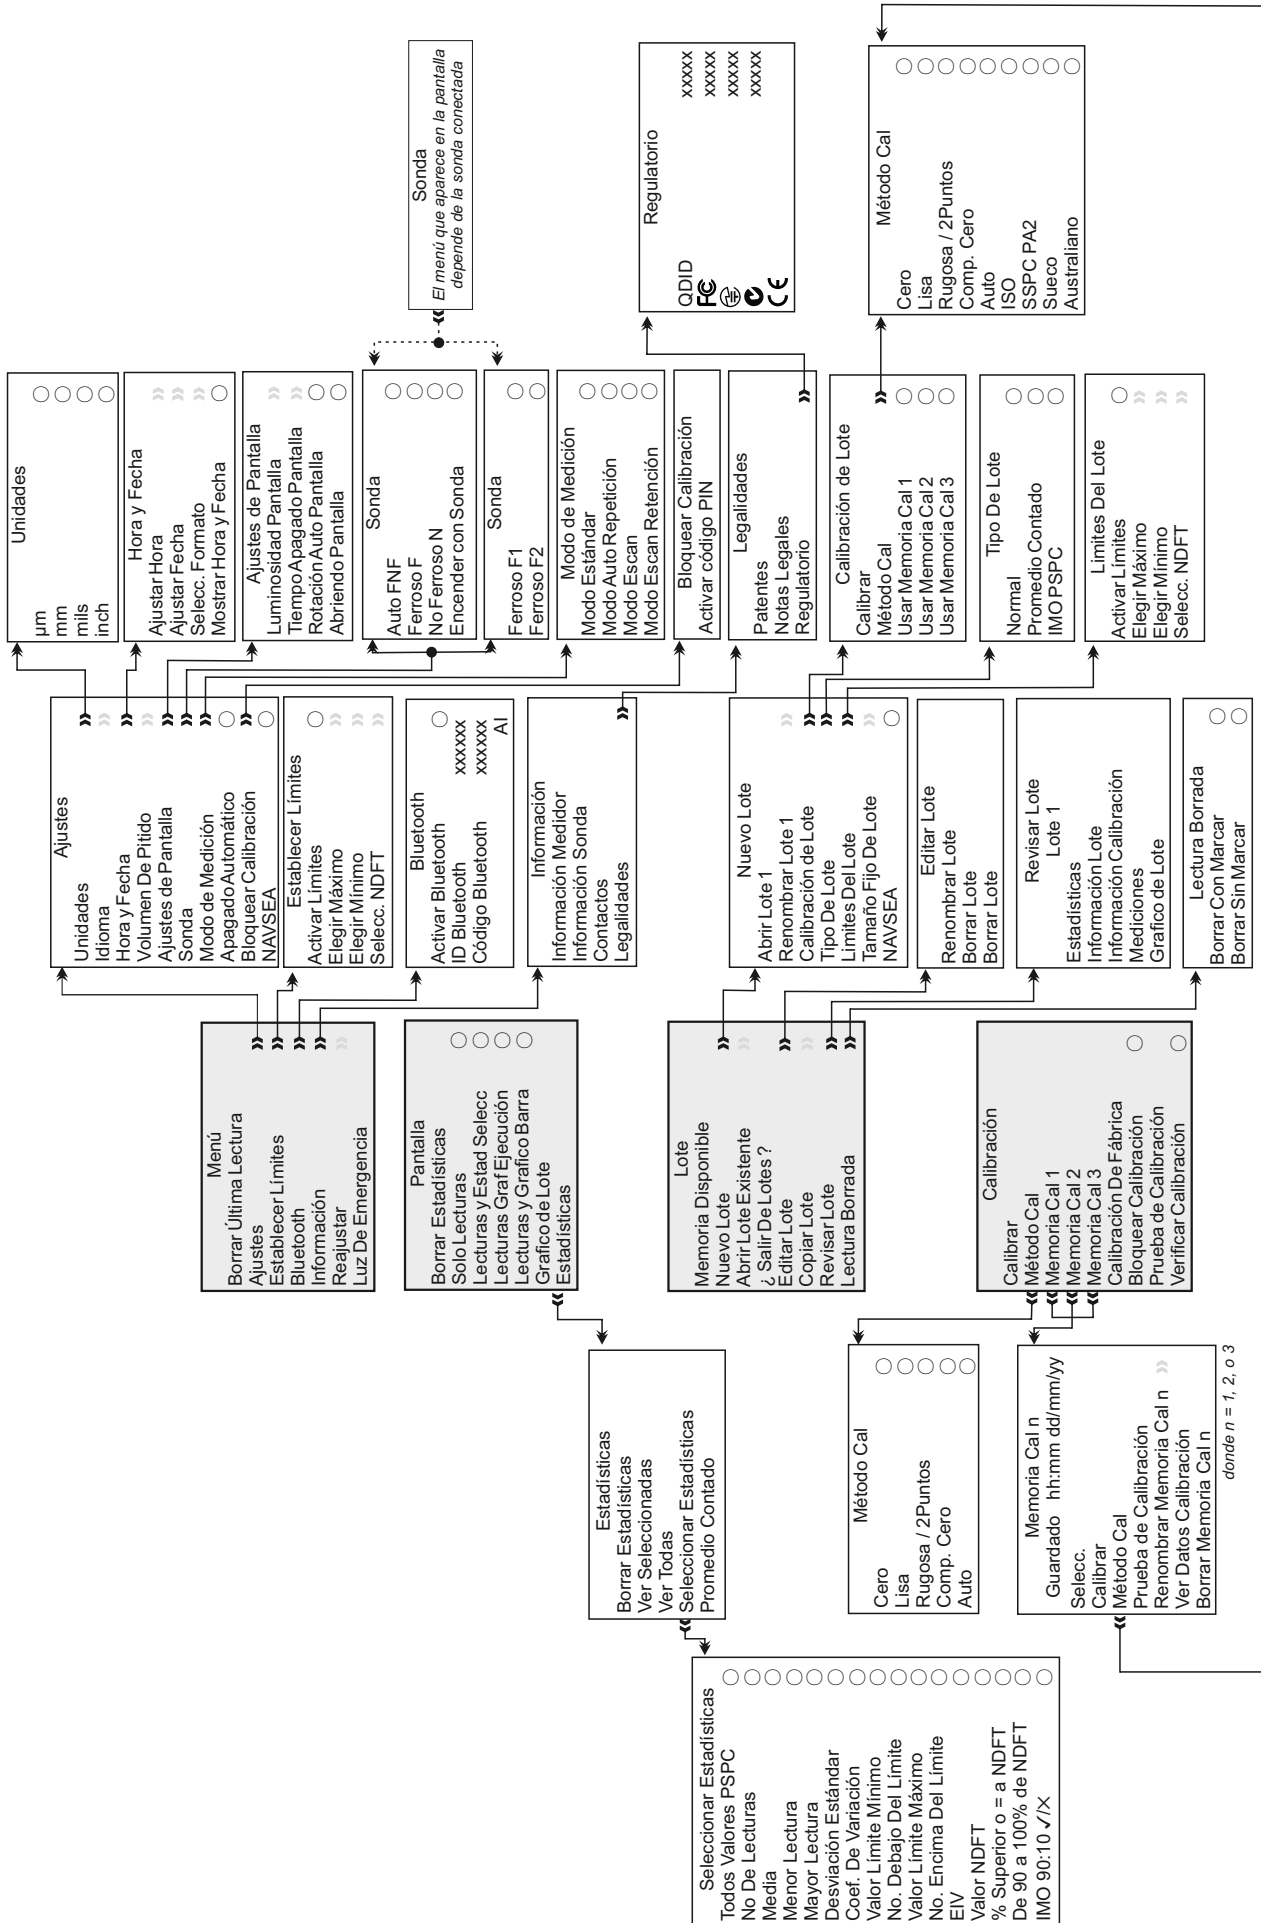 Menú
Borrar Última Lectura
Ajustes
Establecer Límites
Bluetooth
Información
Reajustar
Luz De Emergencia
Ajustes
Unidades
Idioma
Hora y Fecha
Volumen De Pitido
Ajustes de Pantalla
Sonda
Modo de Medición
Apagado Automático
Bloquear Calibración
NAVSEA
Unidades
µm
mm
mils
inch
Hora y Fecha
Ajustar Hora
Ajustar Fecha
Selecc. Formato
Mostrar Hora y Fecha
Ajustes de Pantalla
Luminosidad Pantalla
Tiempo Apagado Pantalla
Rotación Auto Pantalla
Abriendo Pantalla
Sonda
Auto FNF
Ferroso F
No Ferroso N
Encender con Sonda
Sonda
Ferroso F1
Ferroso F2
Sonda
El menú que aparece en la pantalla
depende de la sonda conectada
Modo de Medición
Modo Estándar
Modo Auto Repetición
Modo Escan
Modo Escan Retención
Bloquear Calibración
Activar código PIN
Establecer Límites
Activar Límites
Elegir Máximo
Elegir Mínimo
Selecc. NDFT
Bluetooth
Activar Bluetooth
ID Bluetooth xxxxxx
Código Bluetooth xxxxxx
AI
Información
Información Medidor
Información Sonda
Contactos
Legalidades
Legalidades
Patentes
Notas Legales
Regulatorio
Regulatorio
QDID xxxxx
FC xxxxx
xxxxx
CE xxxxx
Pantalla
Borrar Estadísticas
Solo Lecturas
Lecturas y Estad Selecc
Lecturas Graf Ejecución
Lecturas y Grafico Barra
Grafico de Lote
Estadísticas
Estadísticas
Borrar Estadísticas
Ver Seleccionadas
Ver Todas
Seleccionar Estadísticas
Promedio Contado
Seleccionar Estadísticas
Todos Valores PSPC
No De Lecturas
Media
Menor Lectura
Mayor Lectura
Desviación Estándar
Coef. De Variación
Valor Límite Mínimo
No. Debajo Del Límite
Valor Límite Máximo
No. Encima Del Límite
EIV
Valor NDFT
% Superior o = a NDFT
De 90 a 100% de NDFT
IMO 90:10 ✓/✕
Lote
Memoria Disponible
Nuevo Lote
Abrir Lote Existente
¿ Salir De Lotes ?
Editar Lote
Copiar Lote
Revisar Lote
Lectura Borrada
Nuevo Lote
Abrir Lote1
Renombrar Lote 1
Calibración de Lote
Tipo De Lote
Limites Del Lote
Tamaño Fijo De Lote
NAVSEA
Calibración de Lote
Calibrar
Método Cal
Usar Memoria Cal 1
Usar Memoria Cal 2
Usar Memoria Cal 3
Método Cal
Cero
Lisa
Rugosa / 2Puntos
Comp. Cero
Auto
ISO
SSPC PA2
Sueco
Australiano
Tipo De Lote
Normal
Promedio Contado
IMO PSPC
Limites Del Lote
Activar Límites
Elegir Máximo
Elegir Mínimo
Selecc. NDFT
Editar Lote
Renombrar Lote
Borrar Lote
Borrar Lote
Revisar Lote
Lote 1
Estadísticas
Información Lote
Información Calibración
Mediciones
Grafico de Lote
Lectura Borrada
Borrar Con Marcar
Borrar Sin Marcar
Calibración
Calibrar
Método Cal
Memoria Cal 1
Memoria Cal 2
Memoria Cal 3
Calibración De Fábrica
Bloquear Calibración
Prueba de Calibración
Verificar Calibración
Método Cal
Cero
Lisa
Rugosa / 2Puntos
Comp. Cero
Auto
Memoria Cal n
Guardado hh:mm dd/mm/yy
Selecc.
Calibrar
Método Cal
Prueba de Calibración
Renombrar Memoria Cal n
Ver Datos Calibración
Borrar Memoria Cal n
donde n = 1, 2, o 3